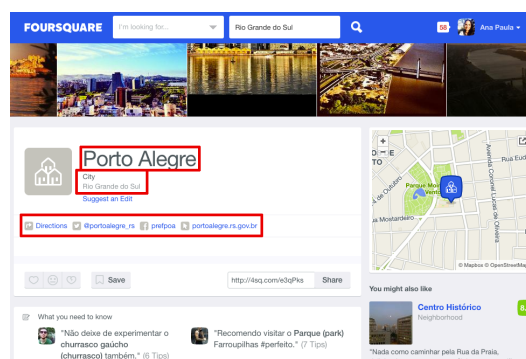 FOURSQUARE
I'm looking for...
Rio Grande do Sul
58
Ana Paula
Porto Alegre
City
Rio Grande do Sul
Suggest an Edit
Directions @portoalegre_rs prefpoa portoalegre.rs.gov.br
Save
http://4sq.com/e3qPks
Share
What you need to know
"Não deixe de experimentar o
churrasco gaúcho
(churrasco) também." (6 Tips)
"Recomendo visitar o Parque (park)
Farroupilhas #perfeito." (7 Tips)
TO
Rua
Avenida Coronel Lucas de Oliveira
Parque
Mostardeiro
© Mapbox © OpenStreetMap
You might also like
Centro Histórico
Neighborhood
8.
"Nada como caminhar pela Rua da Praia,